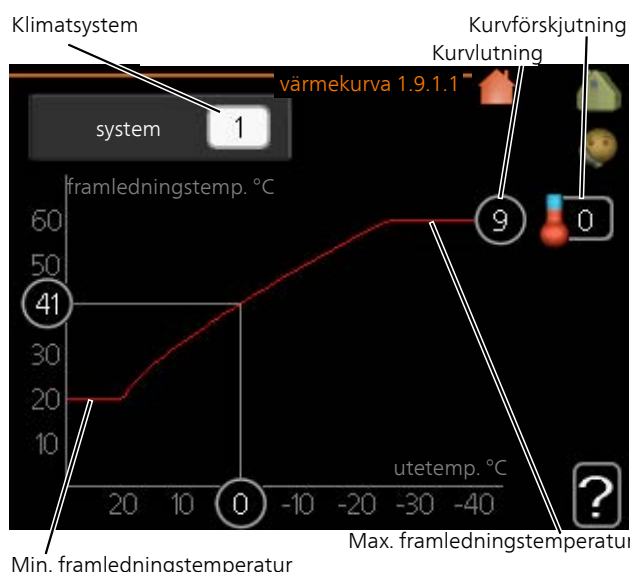 Klimatsystem
Kurvförskjutning
Kurvlutning
värmekurva 1.9.1.1
system 1
framledningstemp. °C
60
9
0
50
41
30
20
10
utetemp. °C
20 10 0 -10 -20 -30 -40
?
Max. framledningstemperatur
Min. framledningstemperatur